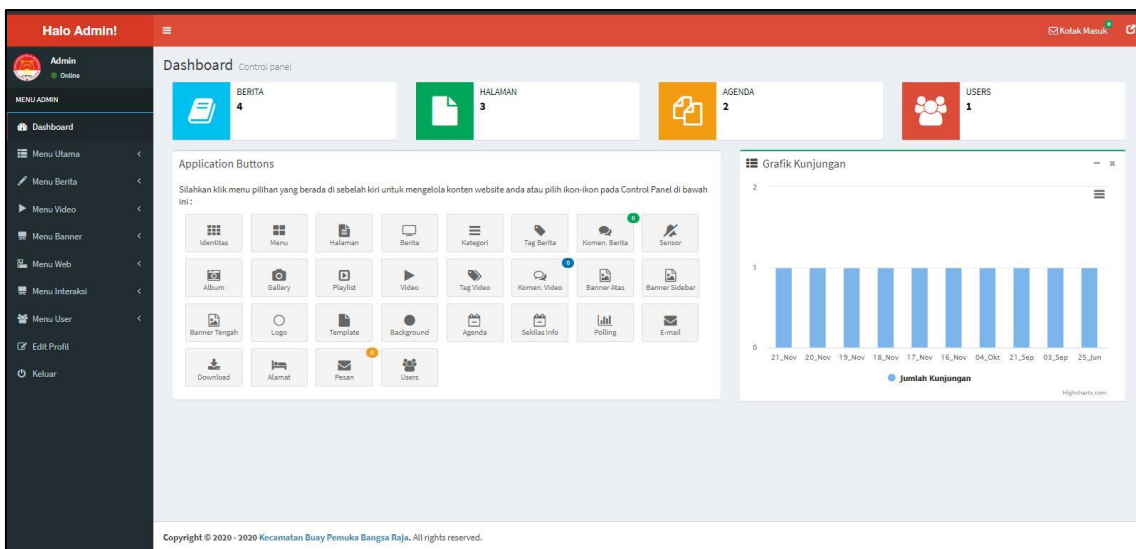 Halo Admin!
Kotak Masuk
0
Admin
Online
MENU ADMIN
Dashboard
Menu Utama
Menu Berita
Menu Video
Menu Banner
Menu Web
Menu Interaksi
Menu User
Edit Profil
Keluar
Dashboard Control panel
BERITA
4
HALAMAN
3
AGENDA
2
USERS
1
Application Buttons
Silahkan klik menu pilihan yang berada di sebelah kiri untuk mengelola konten website anda atau pilih ikon-ikon pada Control Panel di bawah
ini :
Identitas Menu Halaman Berita Kategori Tag Berita 0 Komen. Berita Sensor
Album Gallery Playlist Video Tag Video 0 Komen. Video Banner Atas Banner Sidebar
Banner Tengah Logo Template Background Agenda Sekilas Info Polling E-mail
Download Alamat 0 Pesan Users
Grafik Kunjungan
2
1
0
21_Nov 20_Nov 19_Nov 18_Nov 17_Nov 16_Nov 04_Okt 21_Sep 03_Sep 25_Jun
Jumlah Kunjungan
Highcharts.com
Copyright © 2020 - 2020 Kecamatan Buay Pemuka Bangsa Raja. All rights reserved.